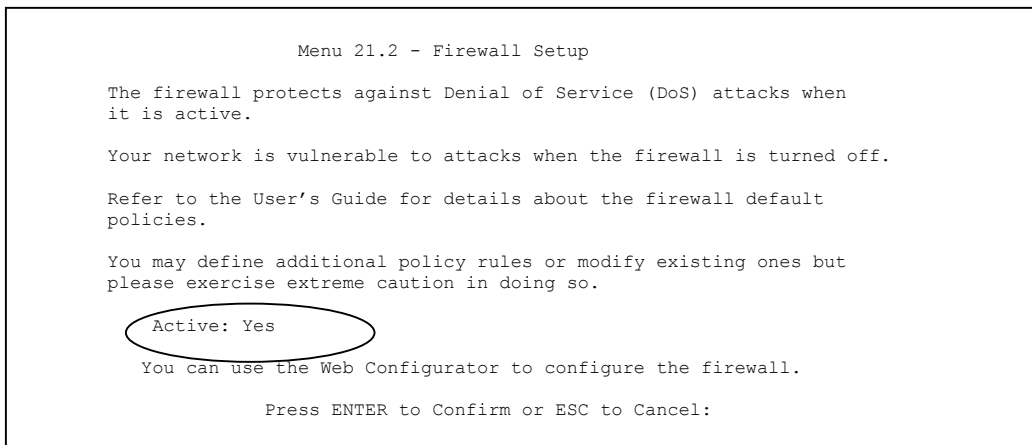 Menu 21.2 - Firewall Setup
The firewall protects against Denial of Service (DoS) attacks when
it is active.
Your network is vulnerable to attacks when the firewall is turned off.
Refer to the User's Guide for details about the firewall default
policies.
You may define additional policy rules or modify existing ones but
please exercise extreme caution in doing so.
Active: Yes
You can use the Web Configurator to configure the firewall.
Press ENTER to Confirm or ESC to Cancel: